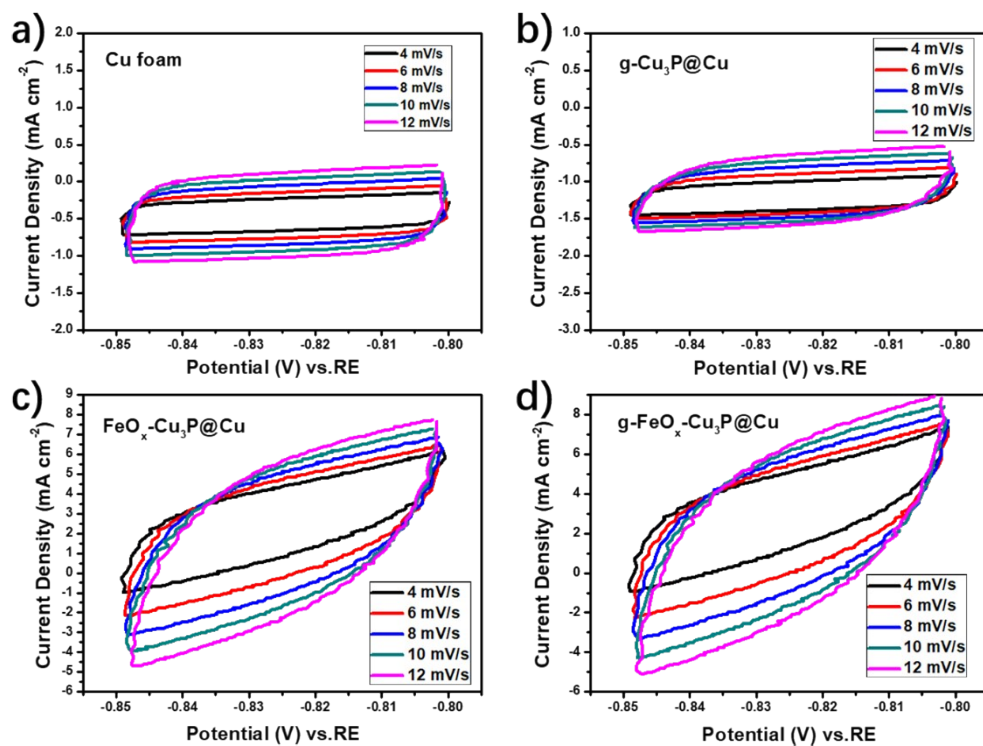 a)
Cu foam
4 mV/s
6 mV/s
8 mV/s
10 mV/s
12 mV/s
2.0
1.5
1.0
0.5
0.0
-0.5
-1.0
-1.5
-2.0
Current Density (mA cm⁻²)
-0.85 -0.84 -0.83 -0.82 -0.81 -0.80
Potential (V) vs.RE
b)
g-Cu₃P@Cu
4 mV/s
6 mV/s
8 mV/s
10 mV/s
12 mV/s
1.0
0.5
0.0
-0.5
-1.0
-1.5
-2.0
-2.5
-3.0
Current Density (mA cm⁻²)
-0.85 -0.84 -0.83 -0.82 -0.81 -0.80
Potential (V) vs.RE
c)
FeOₓ-Cu₃P@Cu
4 mV/s
6 mV/s
8 mV/s
10 mV/s
12 mV/s
9
8
7
6
5
4
3
2
1
0
-1
-2
-3
-4
-5
-6
Current Density (mA cm⁻²)
-0.85 -0.84 -0.83 -0.82 -0.81 -0.80
Potential (V) vs.RE
d)
g-FeOₓ-Cu₃P@Cu
4 mV/s
6 mV/s
8 mV/s
10 mV/s
12 mV/s
8
6
4
2
0
-2
-4
-6
Current Density (mA cm⁻²)
-0.85 -0.84 -0.83 -0.82 -0.81 -0.80
Potential (V) vs.RE